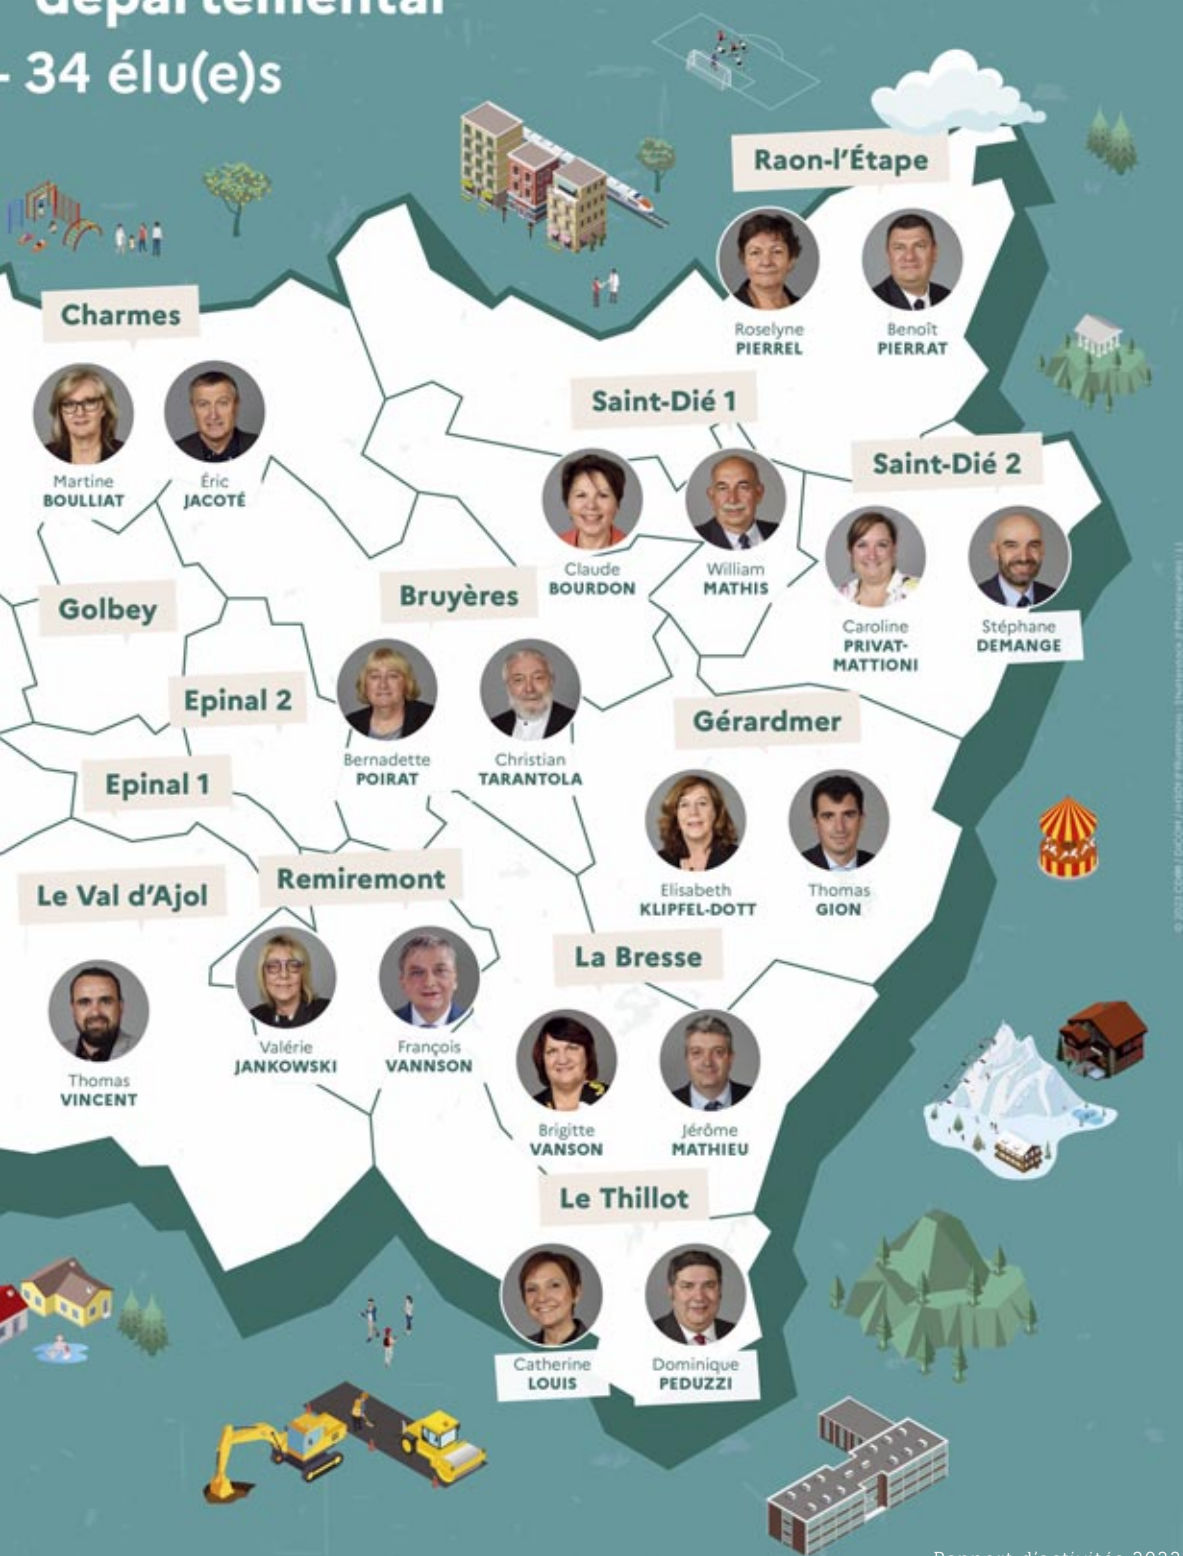 départemental
- 34 élu(e)s
Raon-l'Étape
Roselyne
PIERREL
Benoît
PIERRAT
Charmes
Martine
BOULLIAT
Éric
JACOTÉ
Saint-Dié 1
Claude
BOURDON
William
MATHIS
Saint-Dié 2
Caroline
PRIVAT-
MATTIONI
Stéphane
DEMANGE
Golbey
Bruyères
Bernadette
POIRAT
Christian
TARANTOLA
Epinal 2
Gérardmer
Elisabeth
KLIPFEL-DOTT
Thomas
GION
Epinal 1
Le Val d'Ajol
Thomas
VINCENT
Remiremont
Valérie
JANKOWSKI
François
VANNSON
La Bresse
Brigitte
VANSON
Jérôme
MATHIEU
Le Thillot
Catherine
LOUIS
Dominique
PEDUZZI